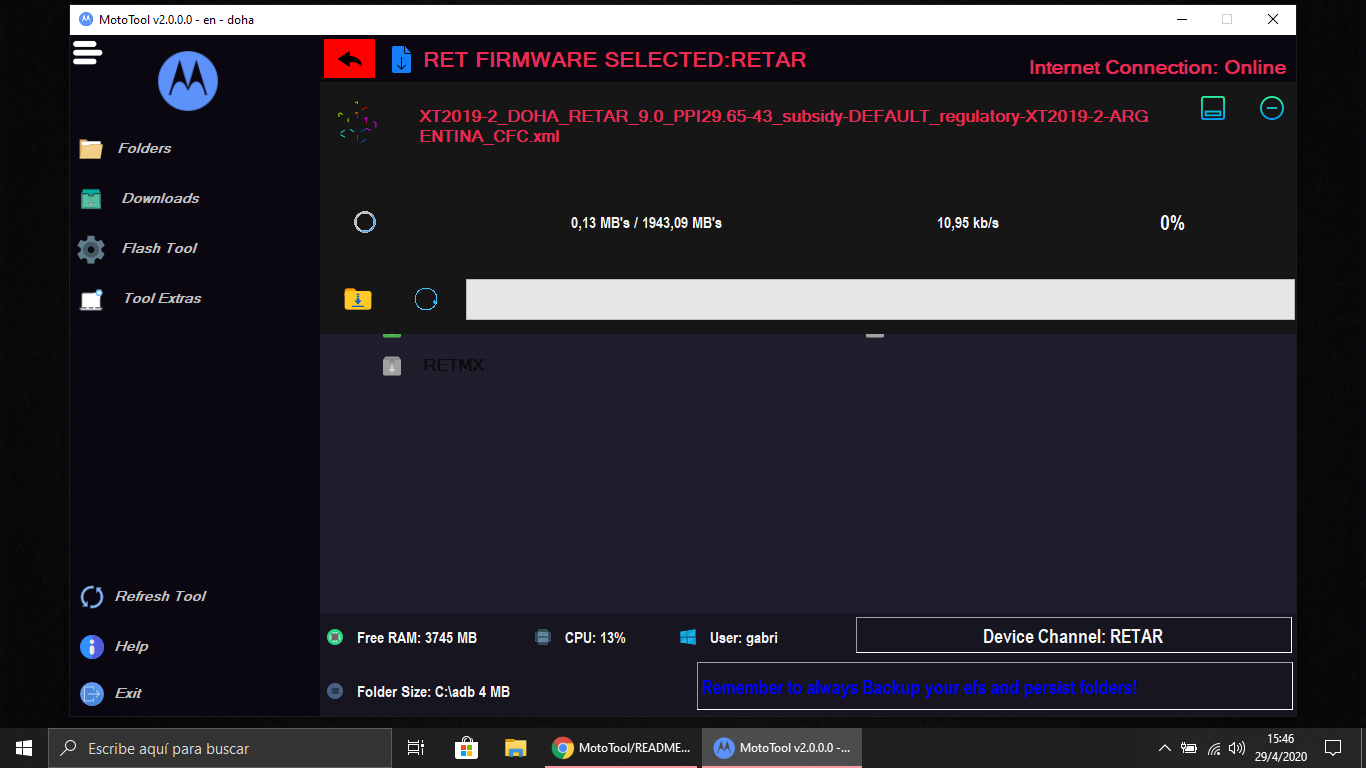 MotoTool v2.0.0.0 - en - doha
RET FIRMWARE SELECTED:RETAR
Internet Connection: Online
XT2019-2_DOHA_RETAR_9.0_PPI29.65-43_subsidy-DEFAULT_regulatory-XT2019-2-ARG
ENTINA_CFC.xml
Folders
Downloads
Flash Tool
Tool Extras
0,13 MB's / 1943,09 MB's
10,95 kb/s
0%
RETMX
Refresh Tool
Help
Exit
Free RAM: 3745 MB
CPU: 13%
User: gabri
Device Channel: RETAR
Folder Size: C:\adb 4 MB
Remember to always Backup your efs and persist folders!
Escribe aquí para buscar
MotoTool/README...
MotoTool v2.0.0.0 -...
15:46
29/4/2020